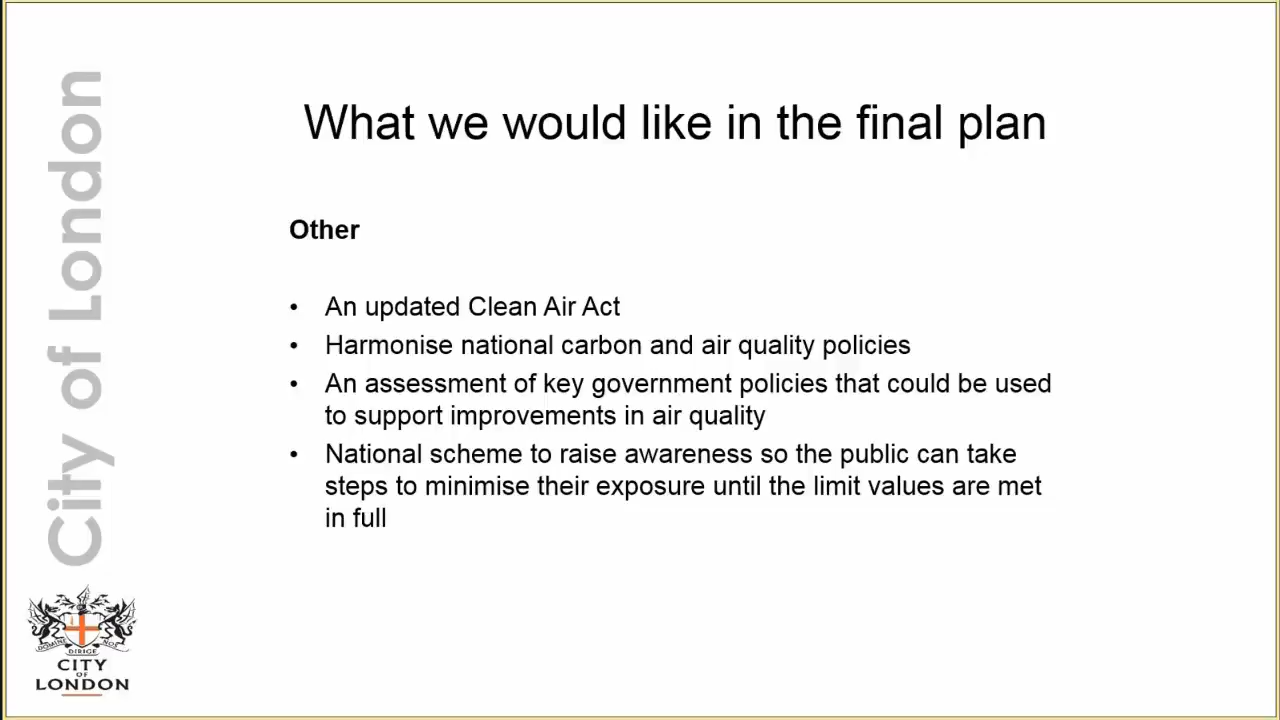 City of London
What we would like in the final plan
Other
• An updated Clean Air Act
• Harmonise national carbon and air quality policies
• An assessment of key government policies that could be used
to support improvements in air quality
• National scheme to raise awareness so the public can take
steps to minimise their exposure until the limit values are met
in full
DOMINE DIRIGE NOS
CITY
OF
LONDON